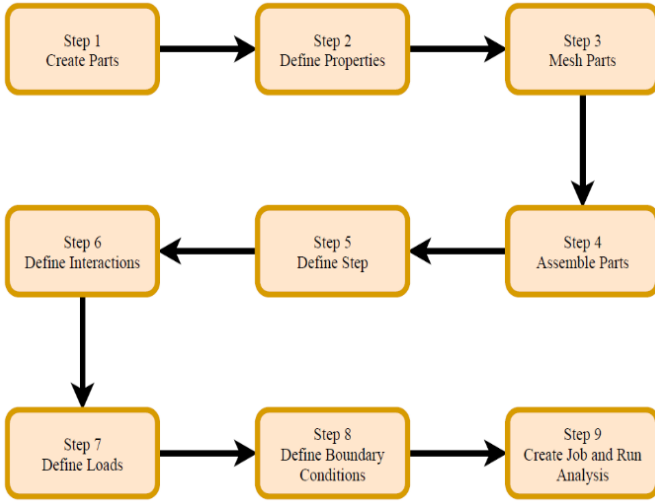 Step 1
Create Parts
Step 2
Define Properties
Step 3
Mesh Parts
Step 4
Assemble Parts
Step 5
Define Step
Step 6
Define Interactions
Step 7
Define Loads
Step 8
Define Boundary
Conditions
Step 9
Create Job and Run
Analysis